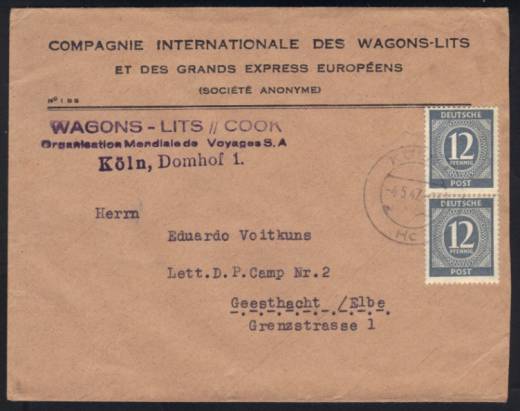 COMPAGNIE INTERNATIONALE DES WAGONS-LITS
ET DES GRANDS EXPRESS EUROPÉENS
(SOCIÉTÉ ANONYME)
WAGONS - LITS // COOK
Organisation Mondiale de Voyages S.A
Köln, Domhof 1.
DEUTSCHE
12
PFENNIG
POST
DEUTSCHE
12
PFENNIG
POST
Herrn
Eduardo Voitkuns
Lett.D.P.Camp Nr.2
Geesthacht /Elbe
Grenzstrasse 1